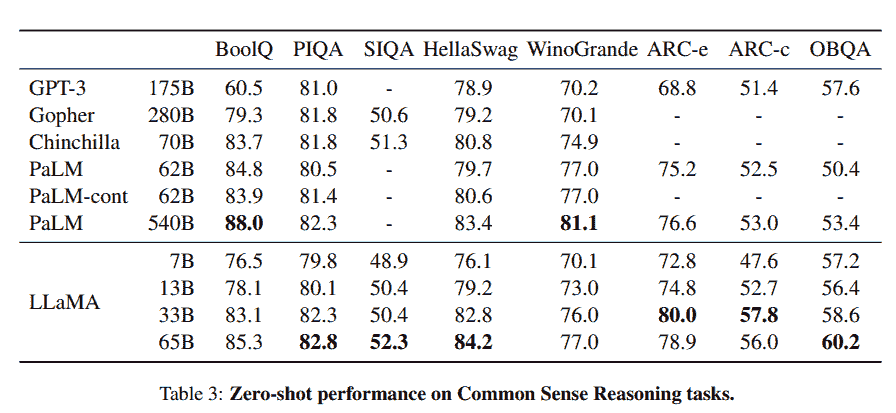 BoolQ PIQA SIQA HellaSwag WinoGrande ARC-e ARC-c OBQA
GPT-3 175B 60.5 81.0 - 78.9 70.2 68.8 51.4 57.6
Gopher 280B 79.3 81.8 50.6 79.2 70.1 - - -
Chinchilla 70B 83.7 81.8 51.3 80.8 74.9 - - -
PaLM 62B 84.8 80.5 - 79.7 77.0 75.2 52.5 50.4
PaLM-cont 62B 83.9 81.4 - 80.6 77.0 - - -
PaLM 540B 88.0 82.3 - 83.4 81.1 76.6 53.0 53.4
LLaMA
7B 76.5 79.8 48.9 76.1 70.1 72.8 47.6 57.2
13B 78.1 80.1 50.4 79.2 73.0 74.8 52.7 56.4
33B 83.1 82.3 50.4 82.8 76.0 80.0 57.8 58.6
65B 85.3 82.8 52.3 84.2 77.0 78.9 56.0 60.2
Table 3: Zero-shot performance on Common Sense Reasoning tasks.